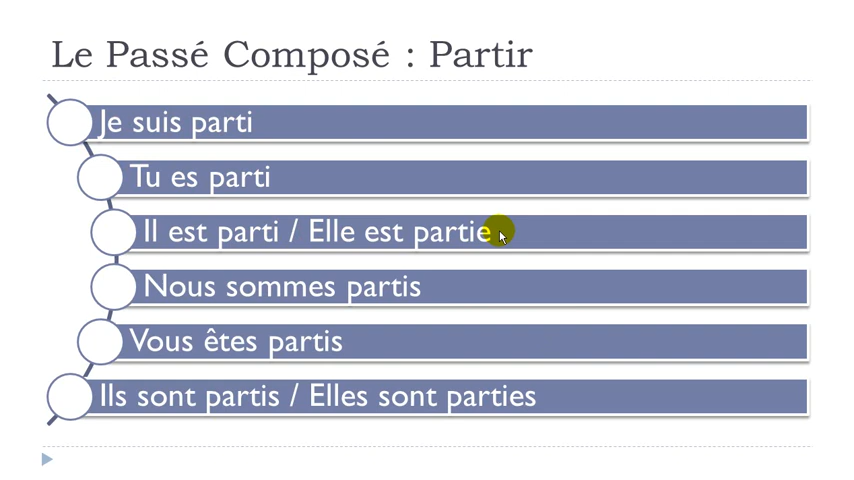 Le Passé Composé : Partir
Je suis parti
Tu es parti
Il est parti / Elle est partie
Nous sommes partis
Vous êtes partis
Ils sont partis / Elles sont parties